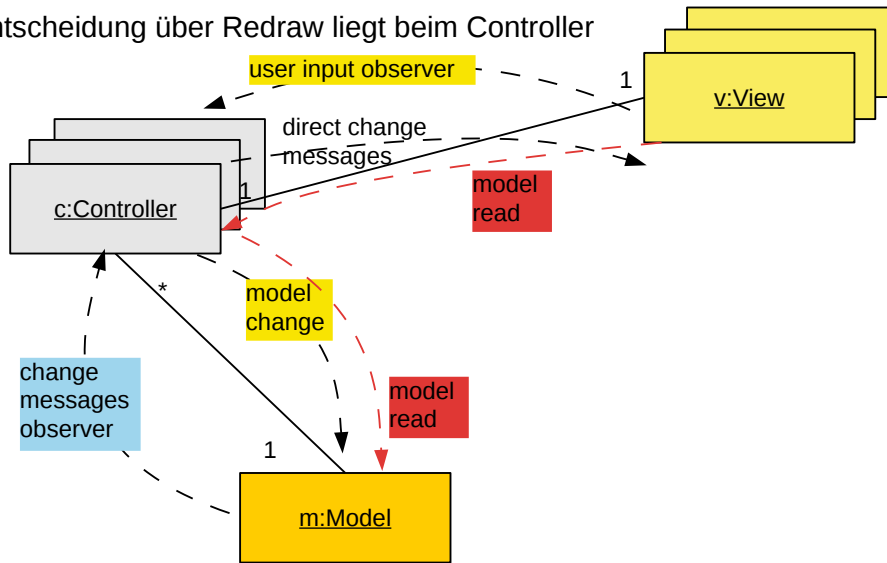 ntscheidung über Redraw liegt beim Controller
user input observer
1
v:View
direct change
messages
model
read
1
c:Controller
*
model
change
change
messages
observer
model
read
1
m:Model